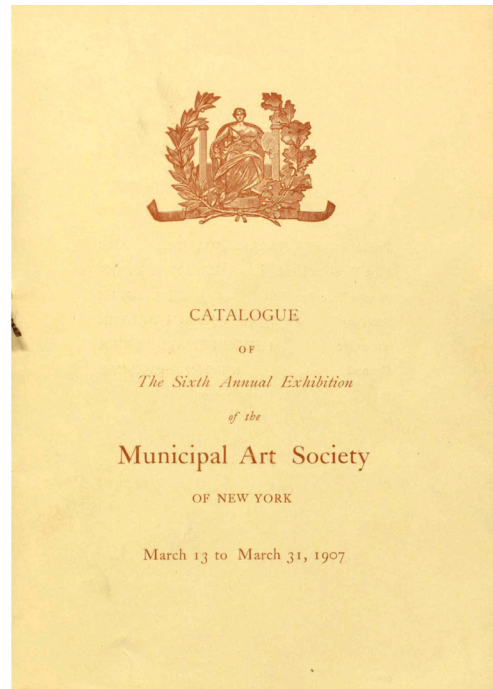 CATALOGUE
OF
The Sixth Annual Exhibition
of the
Municipal Art Society
OF NEW YORK
March 13 to March 31, 1907